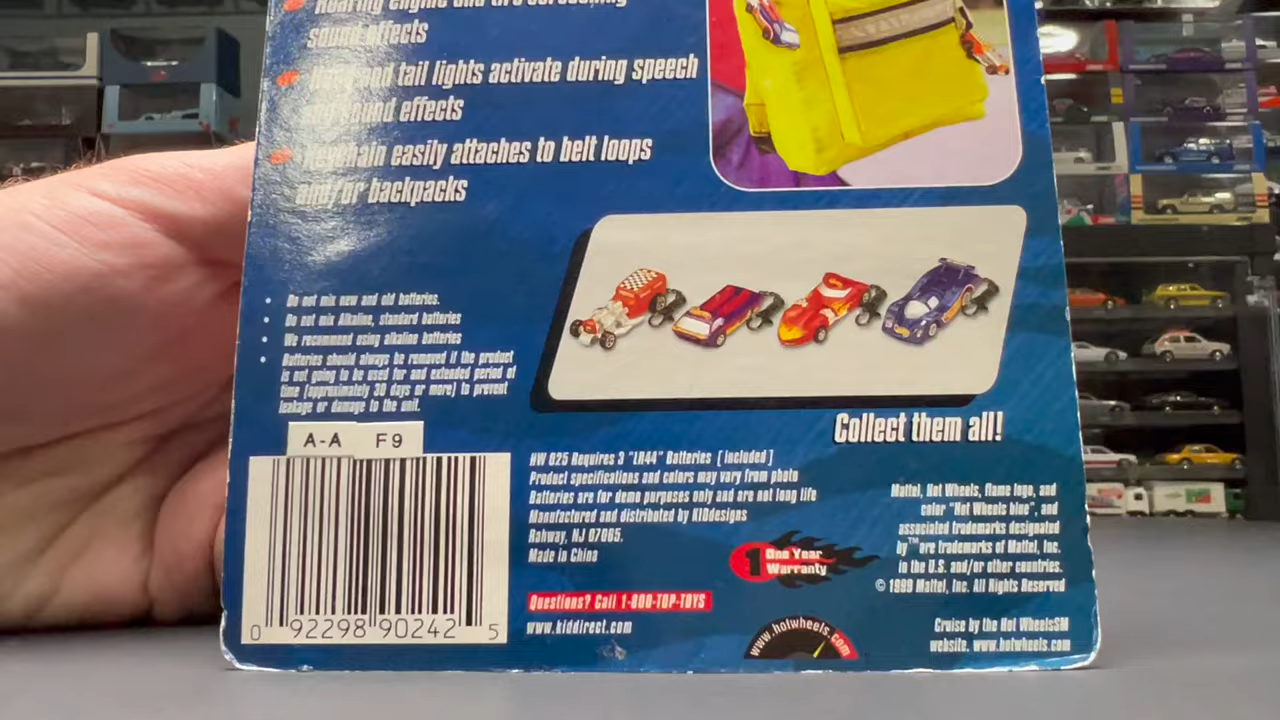 Roaring engine and tire screeching
sound effects
tail lights activate during speech
and sound effects
Keychain easily attaches to belt loops
and/or backpacks
Do not mix new and old batteries.
Do not mix Alkaline, standard batteries
We recommend using alkaline batteries
Batteries should always be removed if the product
is not going to be used for and extended period of
time (approximately 30 days or more) to prevent
leakage or damage to the unit.
A-A F9
0 92298 90242 5
Collect them all!
HW 025 Requires 3 "LR44" Batteries [ included ]
Product specifications and colors may vary from photo
Batteries are for demo purposes only and are not long life
Manufactured and distributed by KIDdesigns
Rahway, NJ 07065.
Made in China
1 One Year
Warranty
Questions? Call 1-800-TOP-TOYS
www.kiddirect.com
www.hotwheels.com
Mattel, Hot Wheels, flame logo, and
color "Hot Wheels blue", and
associated trademarks designated
by ™ are trademarks of Mattel, Inc.
in the U.S. and/or other countries.
© 1999 Mattel, Inc. All Rights Reserved
Cruise by the Hot WheelsSM
website, www.hotwheels.com